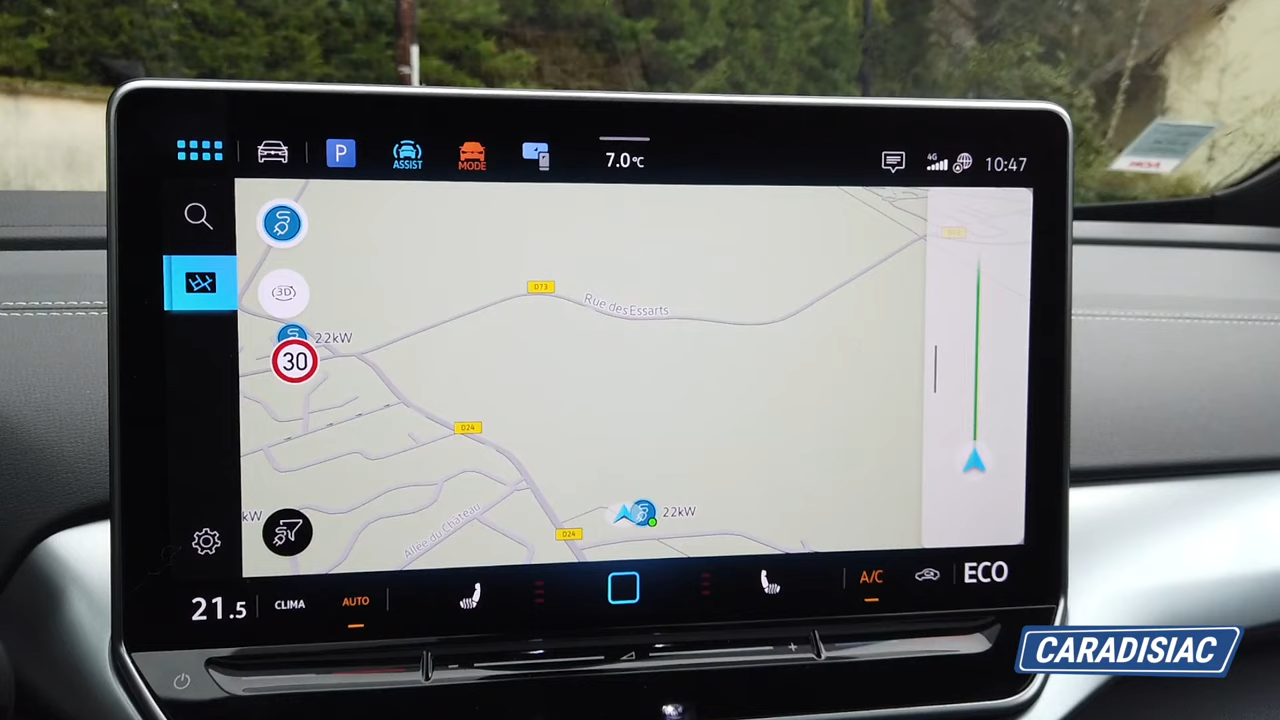 P
ASSIST
MODE
7.0°C
4G
10:47
3D
22kW
30
D73
Rue des Essarts
D24
Allée du Château
D24
22kW
kW
21.5
CLIMA
AUTO
A/C
ECO
CARADISIAC